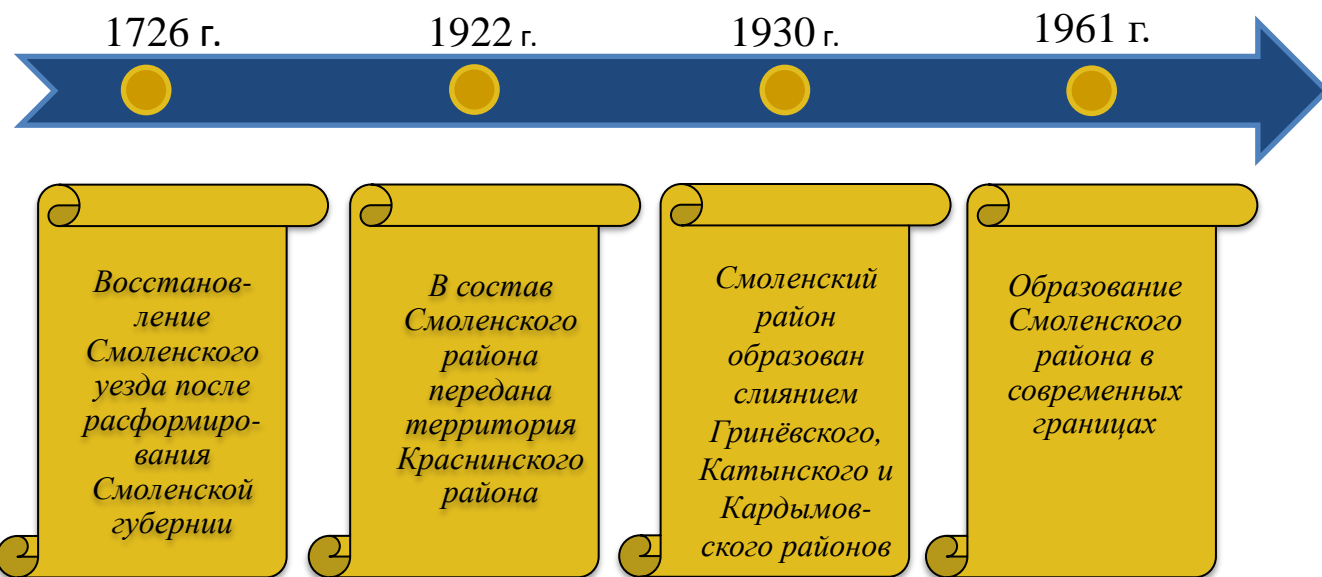 1726 г.
1922 г.
1930 г.
1961 г.
Восстанов-
ление
Смоленского
уезда после
расформиро-
вания
Смоленской
губернии
В состав
Смоленского
района
передана
территория
Краснинского
района
Смоленский
район
образован
слиянием
Гринёвского,
Катынского и
Кардымов-
ского районов
Образование
Смоленского
района в
современных
границах